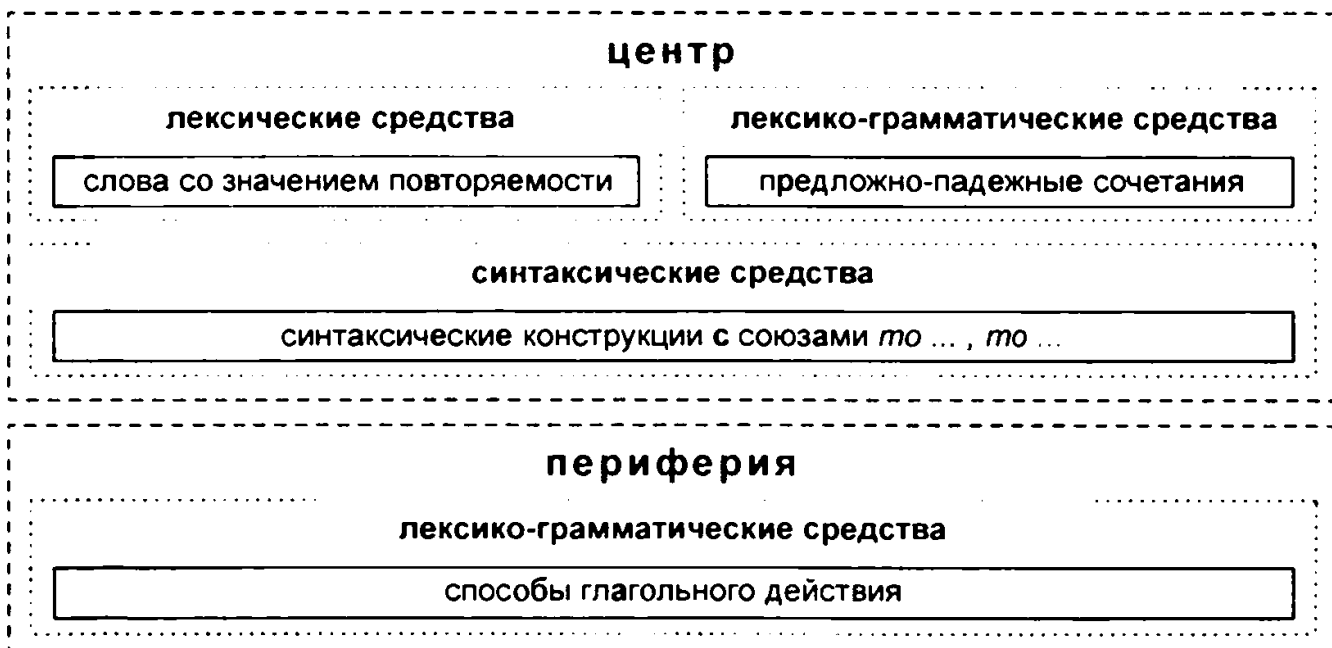 центр
лексические средства
лексико-грамматические средства
слова со значением повторяемости
предложно-падежные сочетания
синтаксические средства
синтаксические конструкции с союзами то ... , то ...
периферия
лексико-грамматические средства
способы глагольного действия